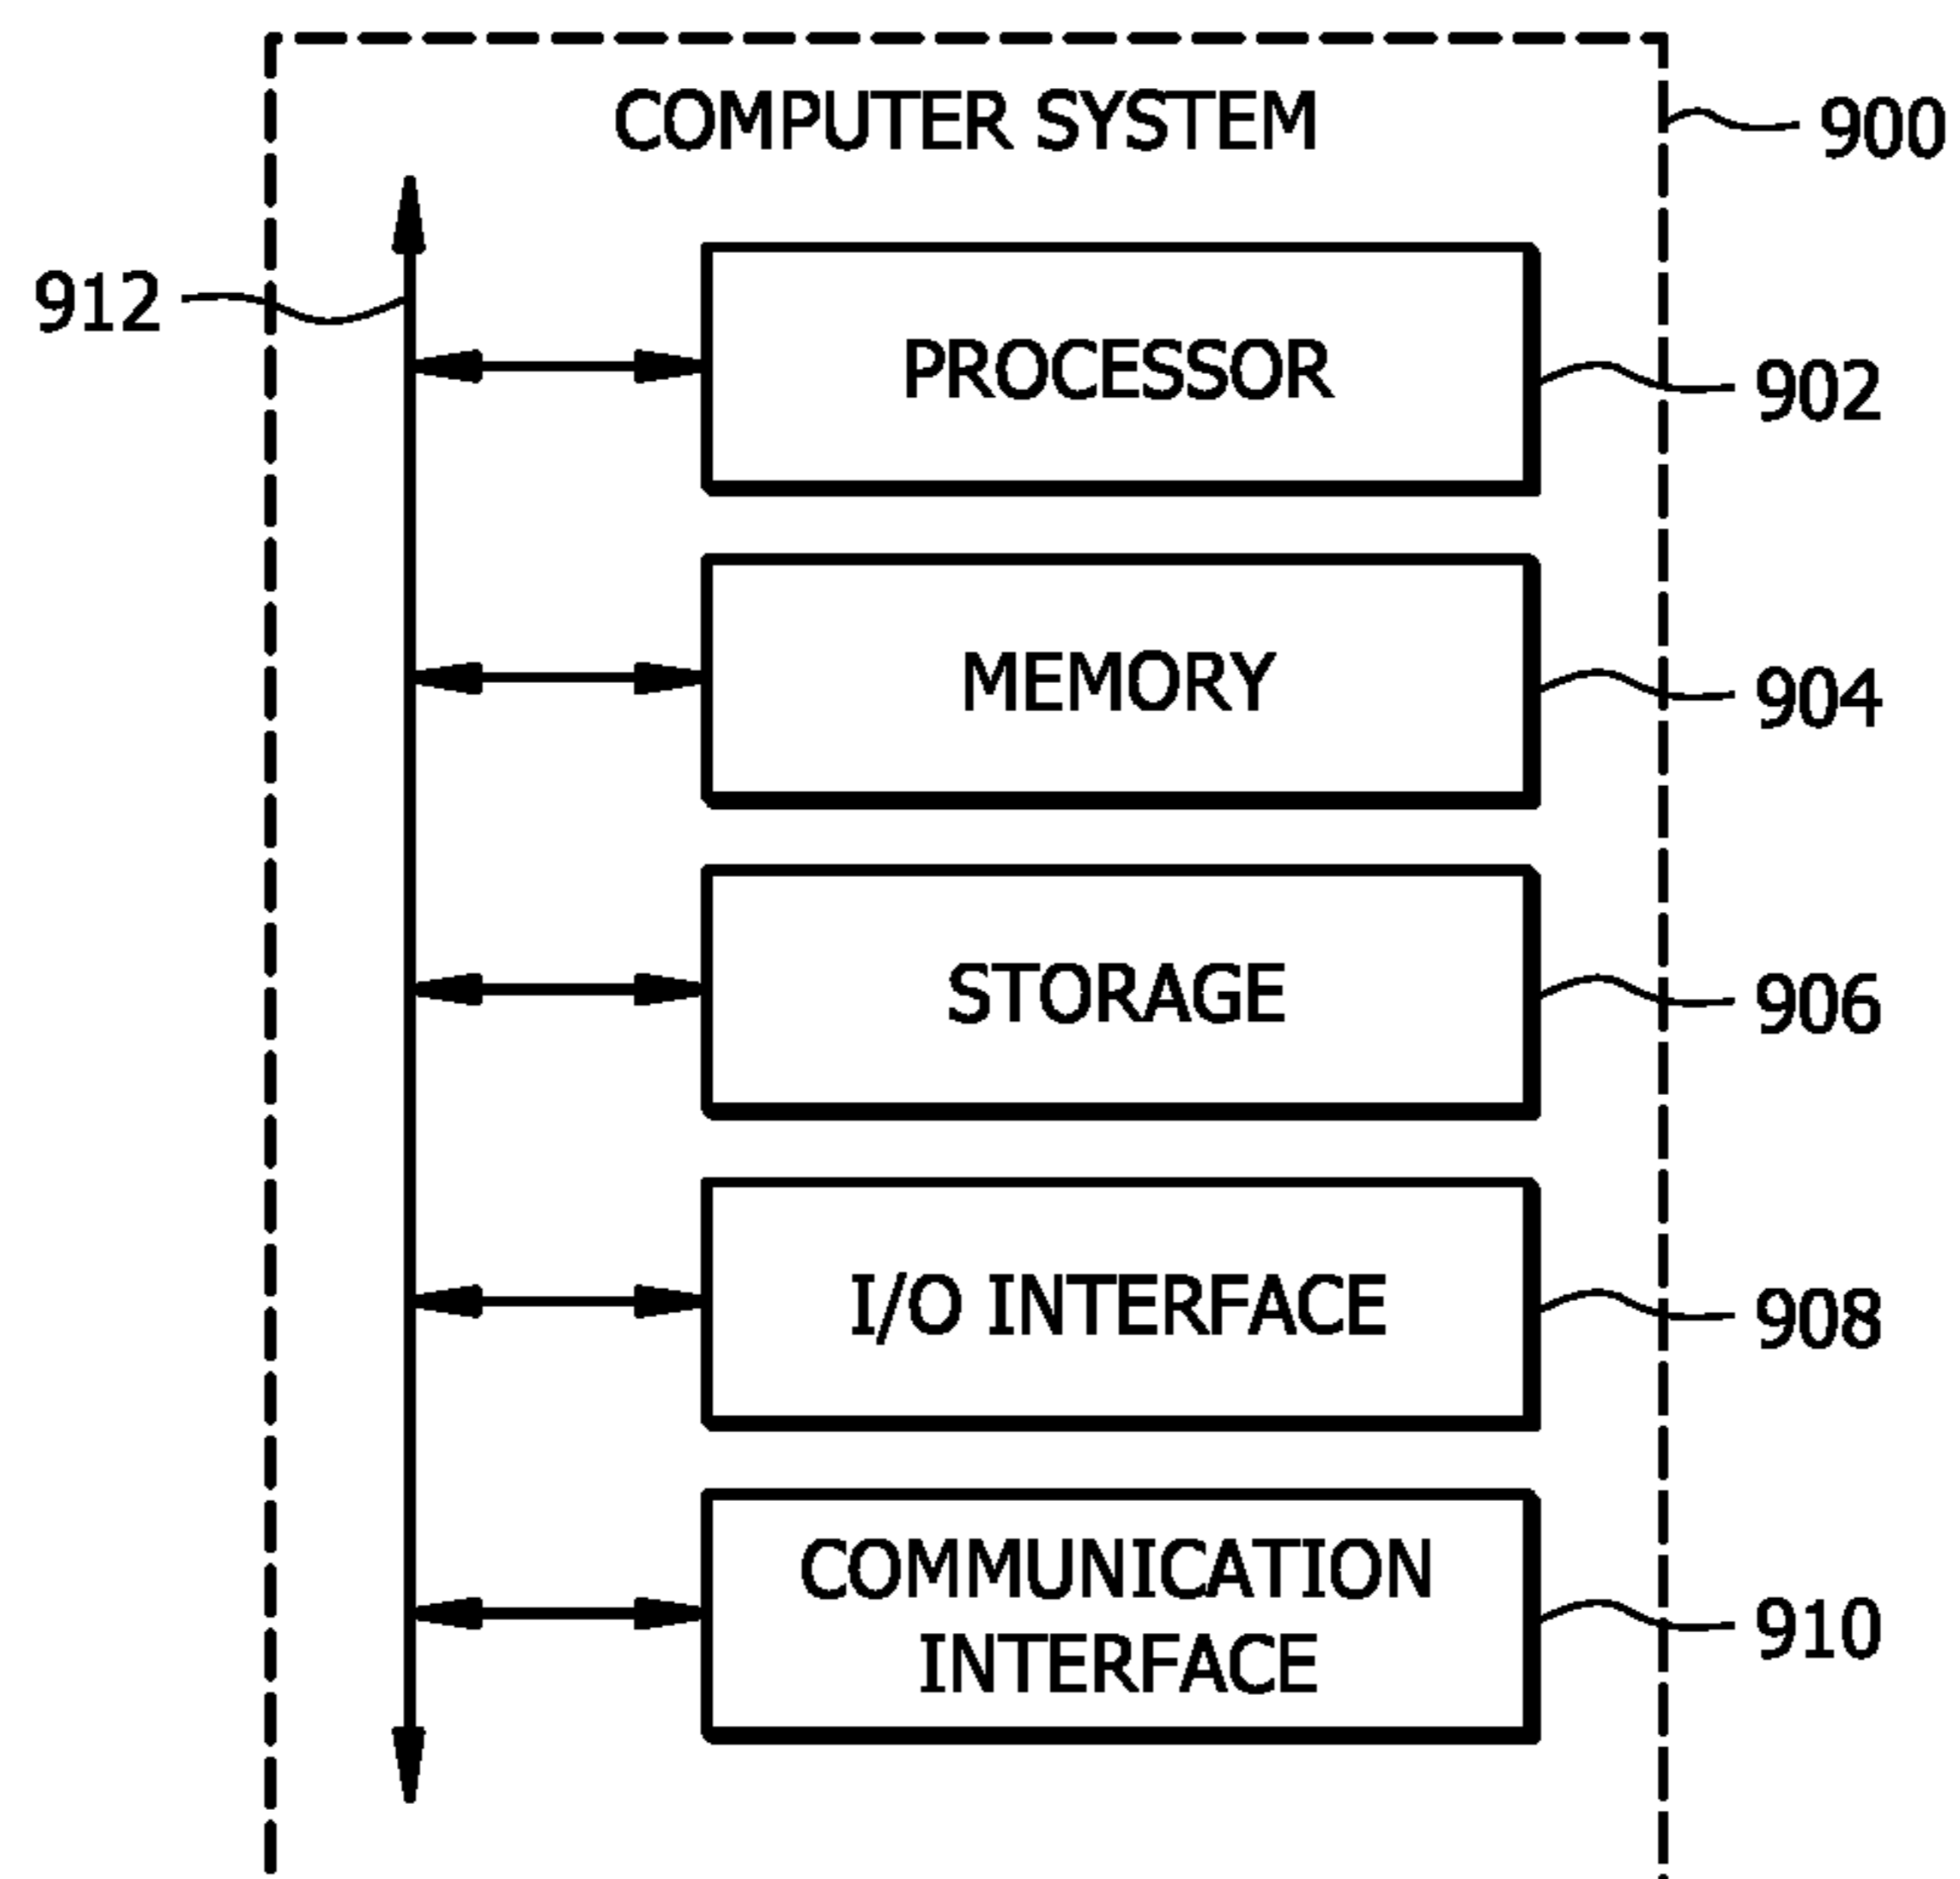 COMPUTER SYSTEM
900
912
PROCESSOR
902
MEMORY
904
STORAGE
906
I/O INTERFACE
908
COMMUNICATION
INTERFACE
910